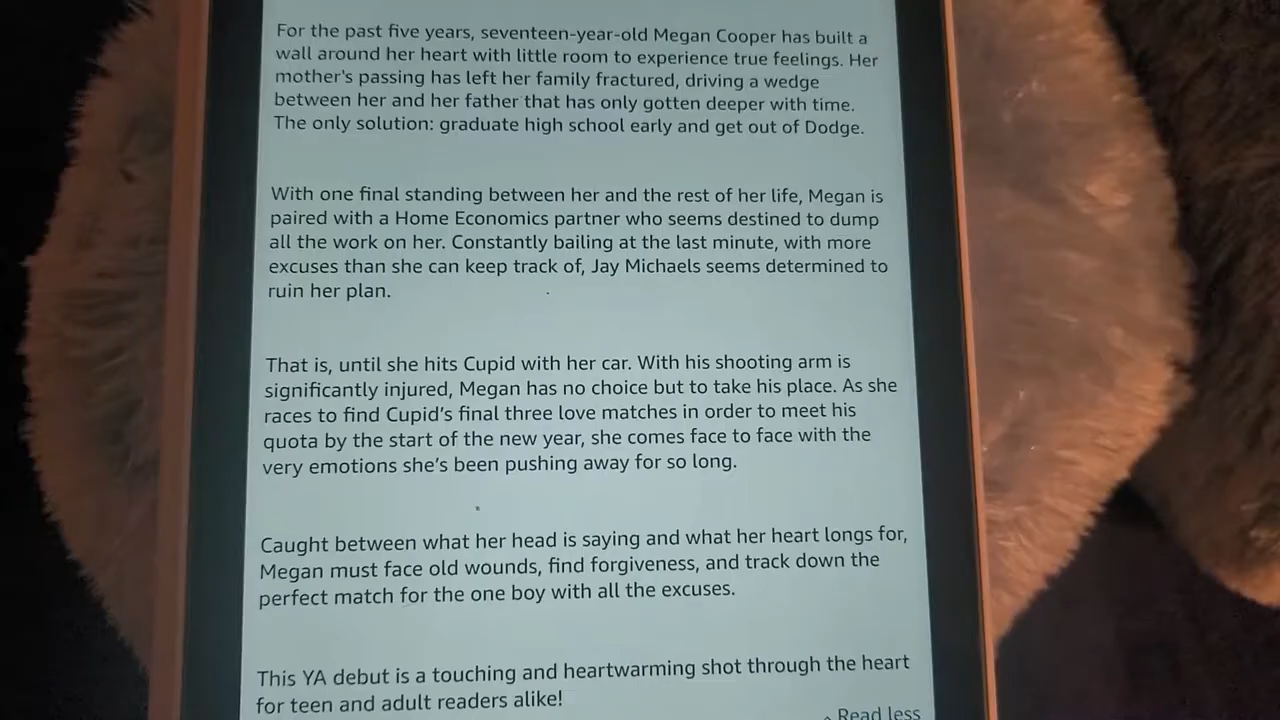 For the past five years, seventeen-year-old Megan Cooper has built a
wall around her heart with little room to experience true feelings. Her
mother's passing has left her family fractured, driving a wedge
between her and her father that has only gotten deeper with time.
The only solution: graduate high school early and get out of Dodge.
With one final standing between her and the rest of her life, Megan is
paired with a Home Economics partner who seems destined to dump
all the work on her. Constantly bailing at the last minute, with more
excuses than she can keep track of, Jay Michaels seems determined to
ruin her plan.
That is, until she hits Cupid with her car. With his shooting arm is
significantly injured, Megan has no choice but to take his place. As she
races to find Cupid's final three love matches in order to meet his
quota by the start of the new year, she comes face to face with the
very emotions she's been pushing away for so long.
Caught between what her head is saying and what her heart longs for,
Megan must face old wounds, find forgiveness, and track down the
perfect match for the one boy with all the excuses.
This YA debut is a touching and heartwarming shot through the heart
for teen and adult readers alike!
Read less